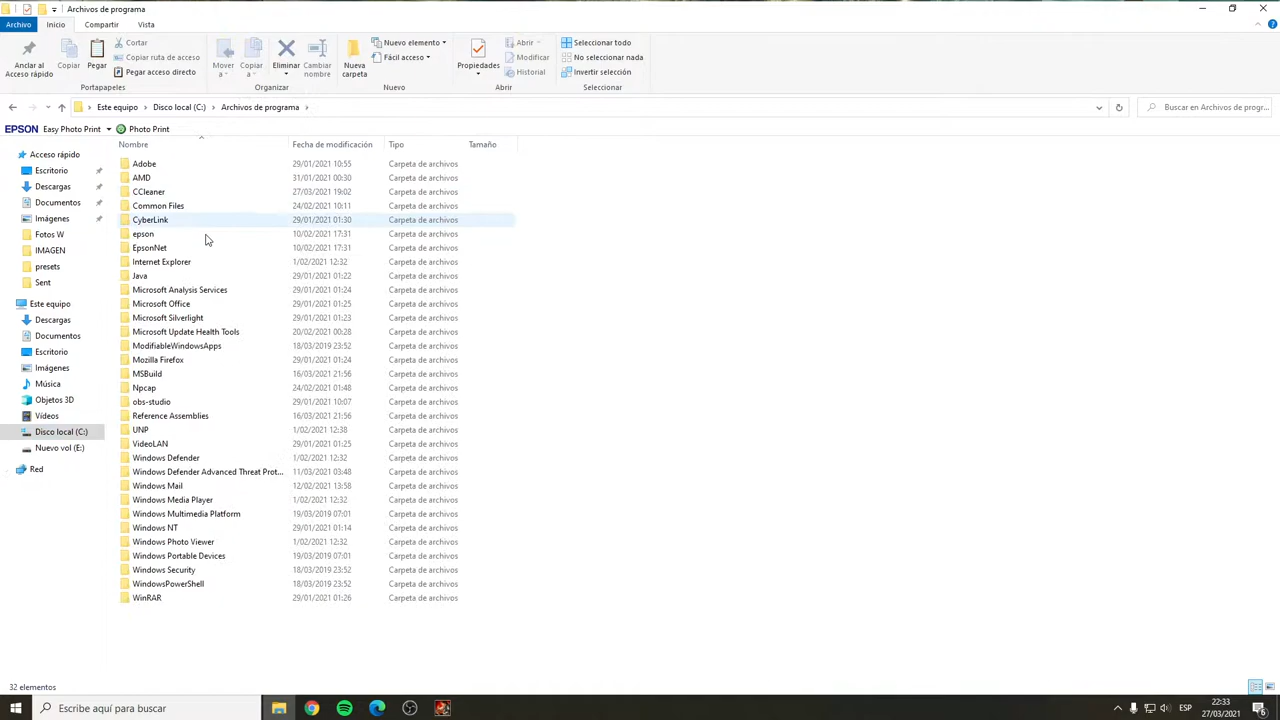 Archivos de programa
Archivo Inicio Compartir Vista
Anclar al Acceso rápido
Copiar
Pegar
Cortar
Copiar ruta de acceso
Pegar acceso directo
Portapapeles
Mover a
Copiar a
Eliminar
Cambiar nombre
Organizar
Nueva carpeta
Nuevo elemento
Fácil acceso
Nuevo
Propiedades
Abrir
Modificar
Historial
Abrir
Seleccionar todo
No seleccionar nada
Invertir selección
Seleccionar
Este equipo > Disco local (C:) > Archivos de programa >
Buscar en Archivos de progr...
EPSON Easy Photo Print Photo Print
Acceso rápido
Escritorio
Descargas
Documentos
Imágenes
Fotos W
IMAGEN
presets
Sent
Este equipo
Descargas
Documentos
Escritorio
Imágenes
Música
Objetos 3D
Vídeos
Disco local (C:)
Nuevo vol (E:)
Red
Nombre Fecha de modificación Tipo Tamaño
Adobe 29/01/2021 10:55 Carpeta de archivos
AMD 31/01/2021 00:30 Carpeta de archivos
CCleaner 27/03/2021 19:02 Carpeta de archivos
Common Files 24/02/2021 10:11 Carpeta de archivos
CyberLink 29/01/2021 01:30 Carpeta de archivos
epson 10/02/2021 17:31 Carpeta de archivos
EpsonNet 10/02/2021 17:31 Carpeta de archivos
Internet Explorer 1/02/2021 12:32 Carpeta de archivos
Java 29/01/2021 01:22 Carpeta de archivos
Microsoft Analysis Services 29/01/2021 01:24 Carpeta de archivos
Microsoft Office 29/01/2021 01:25 Carpeta de archivos
Microsoft Silverlight 29/01/2021 01:23 Carpeta de archivos
Microsoft Update Health Tools 20/02/2021 00:28 Carpeta de archivos
ModifiableWindowsApps 18/03/2019 23:52 Carpeta de archivos
Mozilla Firefox 29/01/2021 01:24 Carpeta de archivos
MSBuild 16/03/2021 21:56 Carpeta de archivos
Npcap 24/02/2021 01:48 Carpeta de archivos
obs-studio 29/01/2021 10:07 Carpeta de archivos
Reference Assemblies 16/03/2021 21:56 Carpeta de archivos
UNP 1/02/2021 12:38 Carpeta de archivos
VideoLAN 29/01/2021 01:25 Carpeta de archivos
Windows Defender 1/02/2021 12:32 Carpeta de archivos
Windows Defender Advanced Threat Prot... 11/03/2021 03:48 Carpeta de archivos
Windows Mail 12/02/2021 13:58 Carpeta de archivos
Windows Media Player 1/02/2021 12:32 Carpeta de archivos
Windows Multimedia Platform 19/03/2019 07:01 Carpeta de archivos
Windows NT 29/01/2021 01:14 Carpeta de archivos
Windows Photo Viewer 1/02/2021 12:32 Carpeta de archivos
Windows Portable Devices 19/03/2019 07:01 Carpeta de archivos
Windows Security 18/03/2019 23:52 Carpeta de archivos
WindowsPowerShell 18/03/2019 23:52 Carpeta de archivos
WinRAR 29/01/2021 01:26 Carpeta de archivos
32 elementos
Escribe aquí para buscar
ESP
22:33
27/03/2021
6